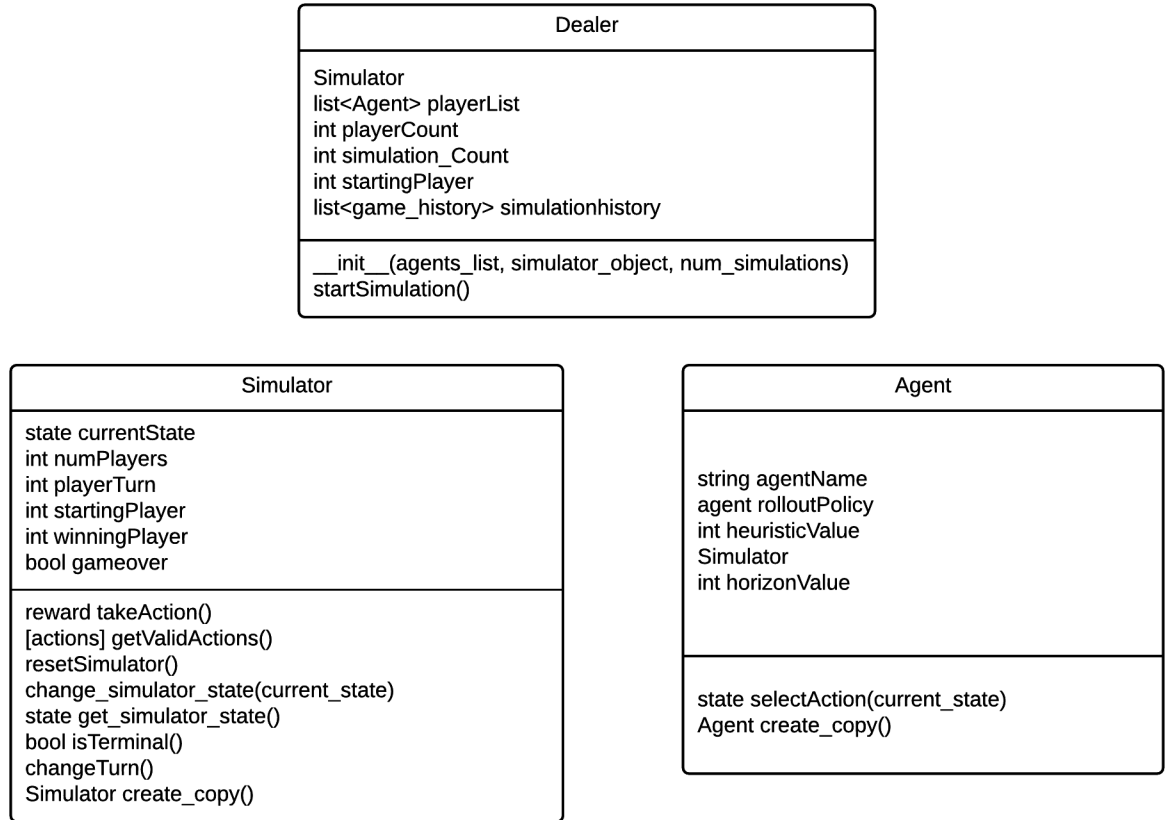 Dealer
Simulator
list<Agent> playerList
int playerCount
int simulation_Count
int startingPlayer
list<game_history> simulationhistory
__init__(agents_list, simulator_object, num_simulations)
startSimulation()
Simulator
state currentState
int numPlayers
int playerTurn
int startingPlayer
int winningPlayer
bool gameover
reward takeAction()
[actions] getValidActions()
resetSimulator()
change_simulator_state(current_state)
state get_simulator_state()
bool isTerminal()
changeTurn()
Simulator create_copy()
Agent
string agentName
agent rolloutPolicy
int heuristicValue
Simulator
int horizonValue
state selectAction(current_state)
Agent create_copy()